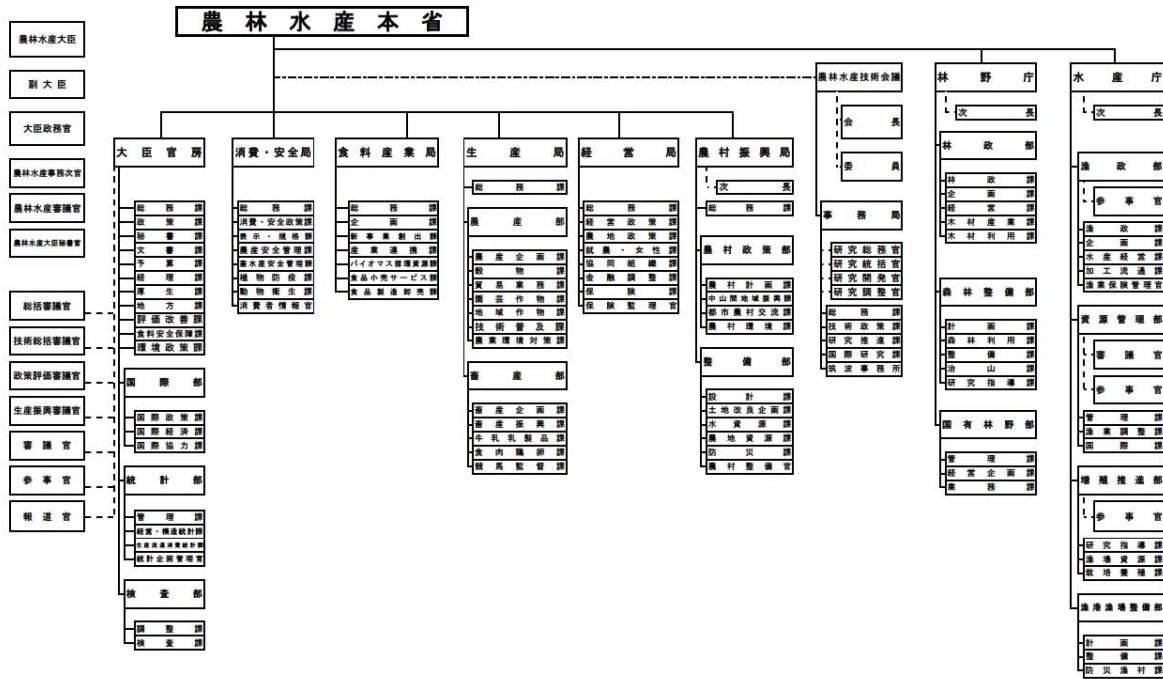 農林水産本省
農林水産大臣
副大臣
大臣政務官
農林水産事務次官
農林水産審議官
農林水産大臣秘書官
総括審議官
技術総括審議官
政策評価審議官
生産振興審議官
審議官
参事官
報道官
大臣官房
総務課
政策課
秘書課
文書課
予算課
経理課
厚生課
地方課
評価改善課
食料安全保障課
環境政策課
国際部
国際政策課
国際経済課
国際協力課
統計部
管理課
経営・構造統計課
生産流通消費統計課
統計企画管理官
検査部
調整課
検査課
消費・安全局
総務課
消費・安全政策課
表示・規格課
農産安全管理課
畜水産安全管理課
植物防疫課
動物衛生課
消費者情報官
食料産業局
総務課
企画課
新事業創出課
産業連携課
バイオマス循環資源課
食品小売サービス課
食品製造卸売課
生産局
総務課
農産部
農産企画課
穀物課
貿易業務課
園芸作物課
地域作物課
技術普及課
農業環境対策課
畜産部
畜産企画課
畜産振興課
牛乳乳製品課
食肉鶏卵課
競馬監督課
経営局
総務課
経営政策課
農地政策課
就農・女性課
協同組織課
金融調整課
保険課
保険監理官
農村振興局
次長
総務課
農村政策部
農村計画課
中山間地域振興課
都市農村交流課
農村環境課
整備部
設計課
土地改良企画課
水資源課
農地資源課
防災課
農村整備官
農林水産技術会議
会長
委員
事務局
研究総務官
研究統括官
研究開発官
研究調整官
総務課
技術政策課
研究推進課
国際研究課
筑波事務所
林野庁
次長
林政部
林政課
企画課
経営課
木材産業課
木材利用課
森林整備部
計画課
森林利用課
整備課
治山課
研究指導課
国有林野部
管理課
経営企画課
業務課
水産庁
次長
漁政部
参事官
漁政課
企画課
水産経営課
加工流通課
漁業保険管理官
資源管理部
審議官
参事官
管理課
漁業調整課
国際課
増殖推進部
参事官
研究指導課
漁場資源課
栽培養殖課
漁港漁場整備部
計画課
整備課
防災漁村課